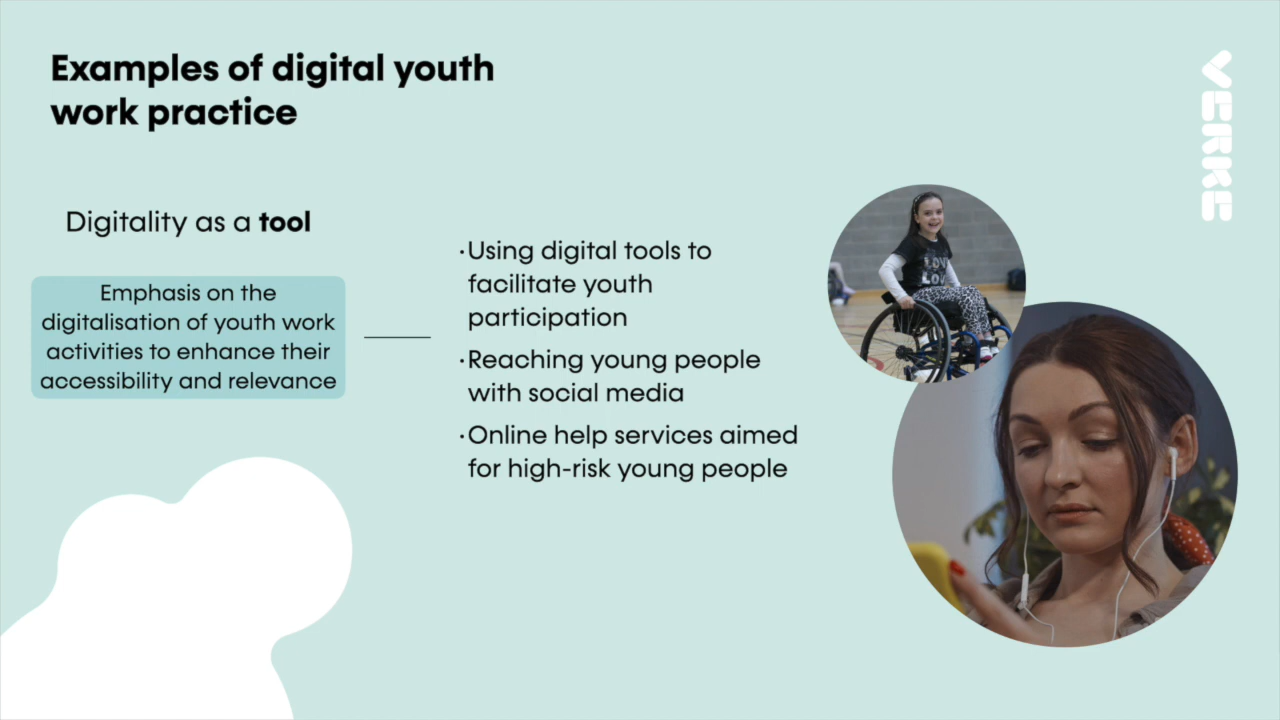 Examples of digital youth
work practice
VERKE
Digitality as a tool
Emphasis on the
digitalisation of youth work
activities to enhance their
accessibility and relevance
·Using digital tools to
facilitate youth
participation
·Reaching young people
with social media
·Online help services aimed
for high-risk young people
LOVE
LOVE